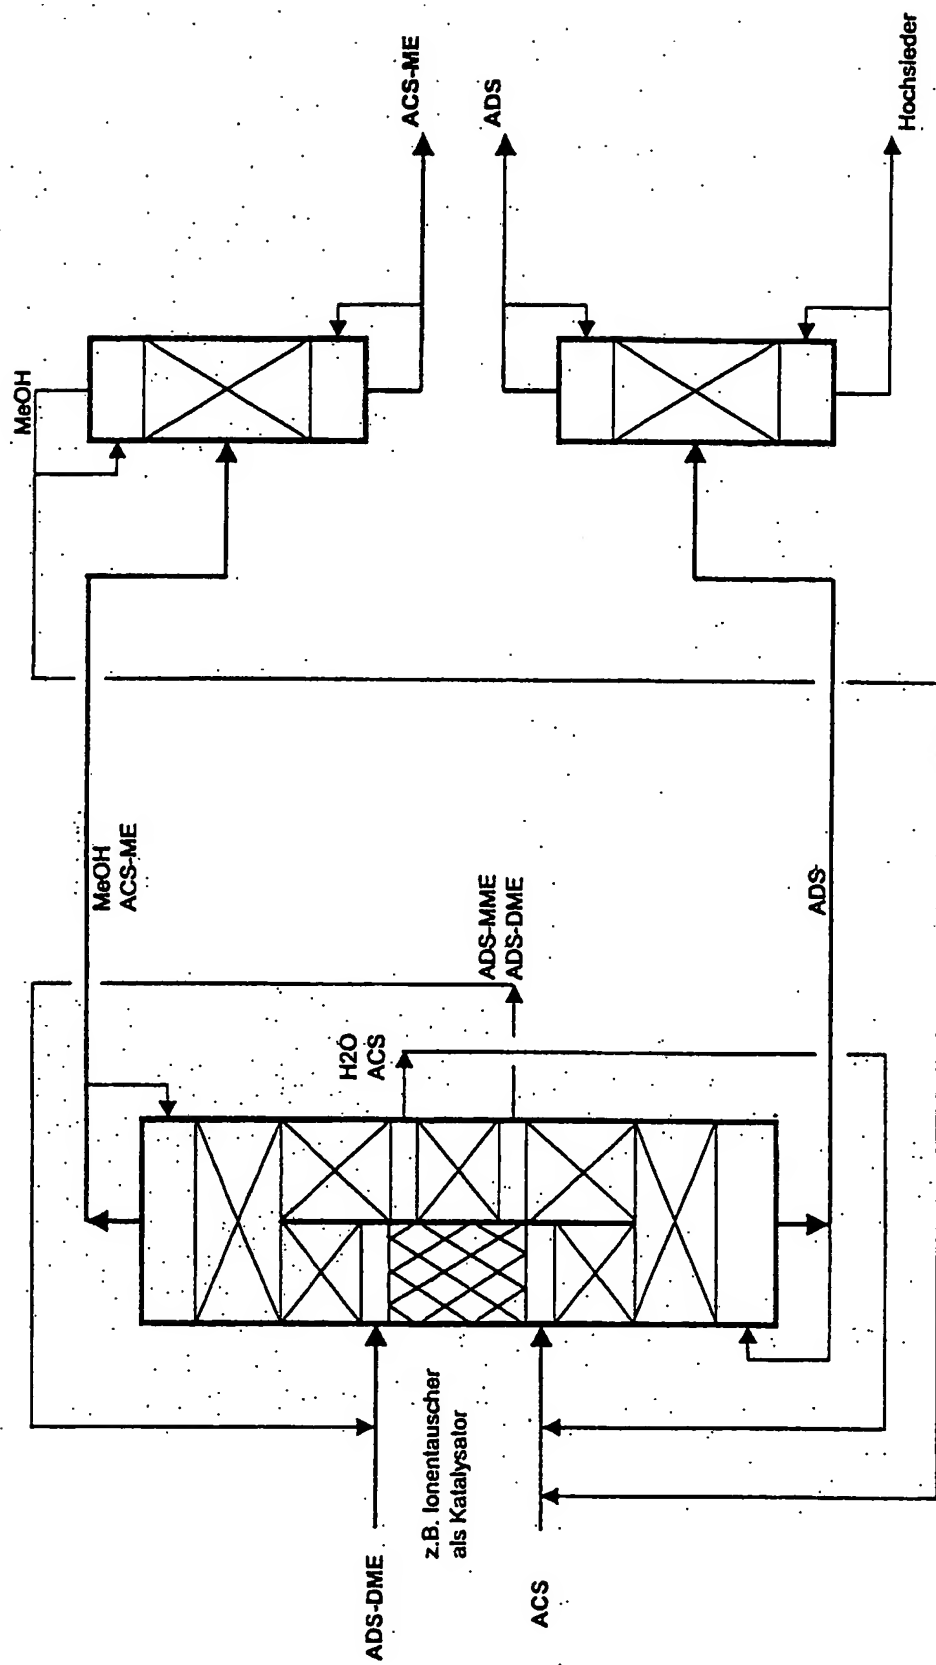 ADS-DME
z.B. Ionentauscher
als Katalysator
ACS
H2O
ACS
ADS-MME
ADS-DME
MeOH
ACS-ME
ADS
MeOH
ACS-ME
ADS
Hochsieder